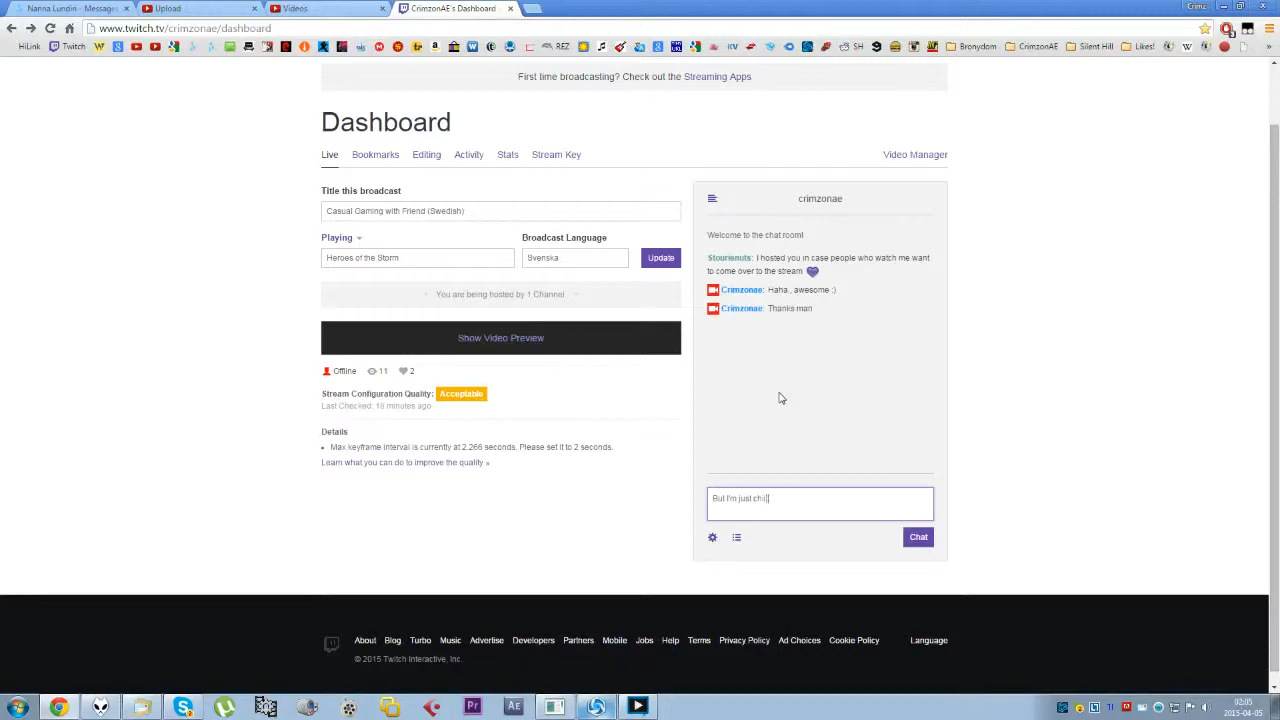 Nanna Lundin - Message
Upload
Videos
CrimzonAE's Dashboard
www.twitch.tv/crimzonae/dashboard
HiLink
Twitch
REZ
SH
Bronydom
CrimzonAE
Silent Hill
Likes!
First time broadcasting? Check out the Streaming Apps
Dashboard
Live Bookmarks Editing Activity Stats Stream Key Video Manager
Title this broadcast
Casual Gaming with Friend (Swedish)
Playing
Broadcast Language
Heroes of the Storm
Svenska
Update
You are being hosted by 1 Channel
Show Video Preview
Offline 11 2
Stream Configuration Quality: Acceptable
Last Checked: 18 minutes ago
Details
Max keyframe interval is currently at 2.266 seconds. Please set it to 2 seconds.
Learn what you can do to improve the quality »
crimzonae
Welcome to the chat room!
Stourienuts: I hosted you in case people who watch me want
to come over to the stream
Crimzonae: Haha , awesome :)
Crimzonae: Thanks man
But I'm just chil
Chat
About Blog Turbo Music Advertise Developers Partners Mobile Jobs Help Terms Privacy Policy Ad Choices Cookie Policy Language
© 2015 Twitch Interactive, Inc.
02:05
2015-04-05